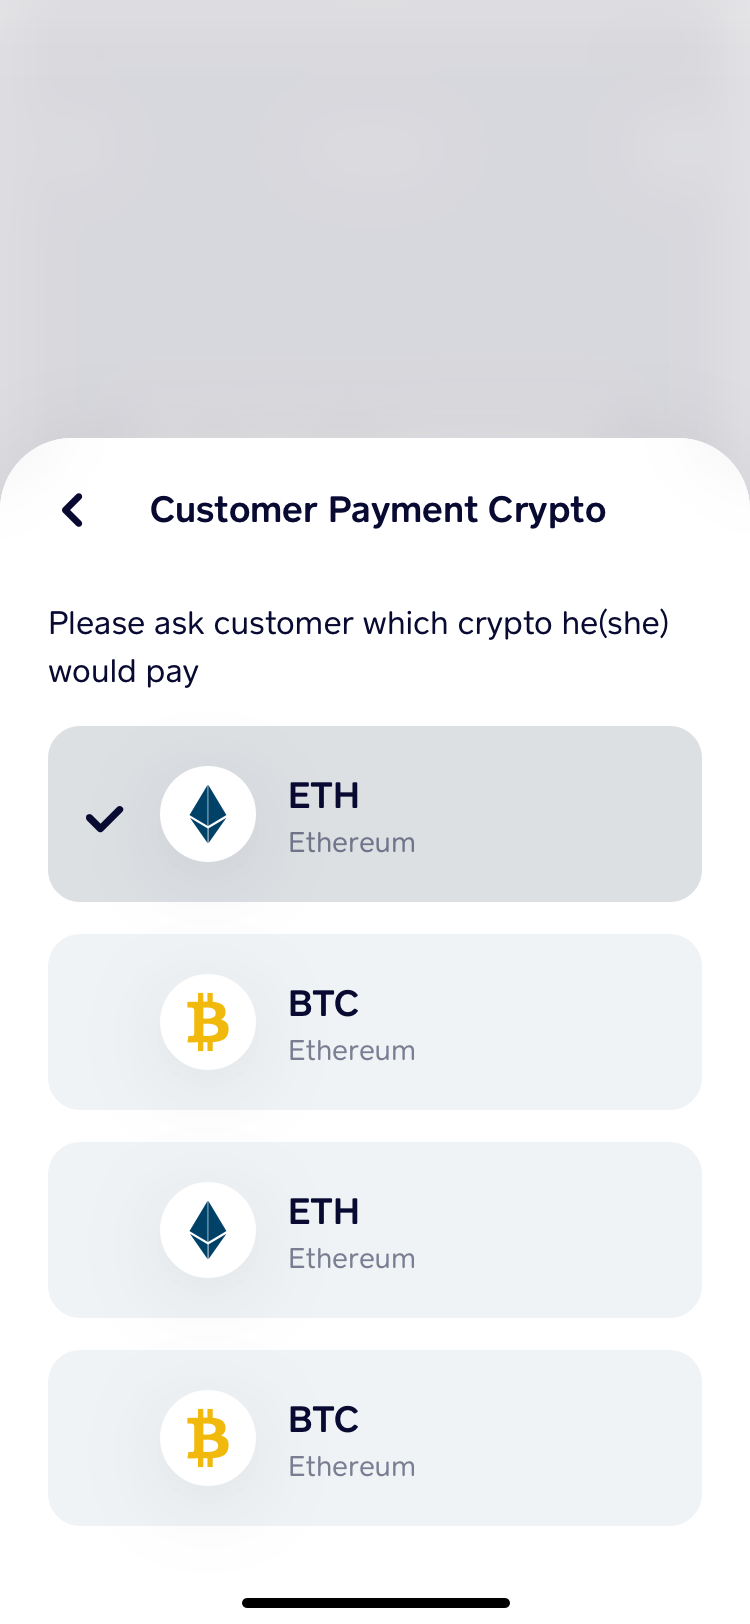 Customer Payment Crypto
Please ask customer which crypto he(she)
would pay
ETH
Ethereum
BTC
Ethereum
ETH
Ethereum
BTC
Ethereum